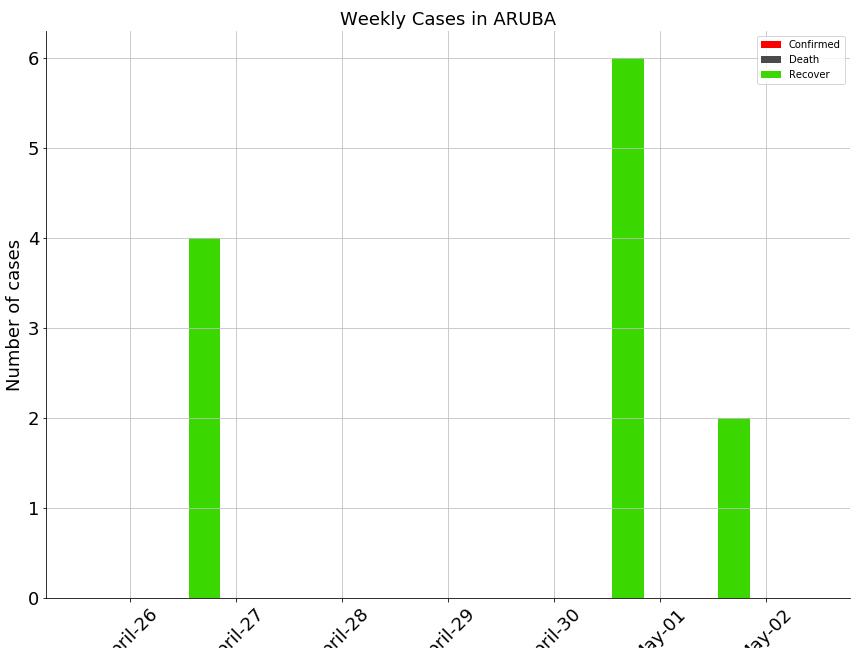 Weekly Cases in ARUBA
Confirmed
Death
Recover
Number of cases
6
5
4
3
2
1
0
pril-26
pril-27
pril-28
pril-29
pril-30
May-01
May-02